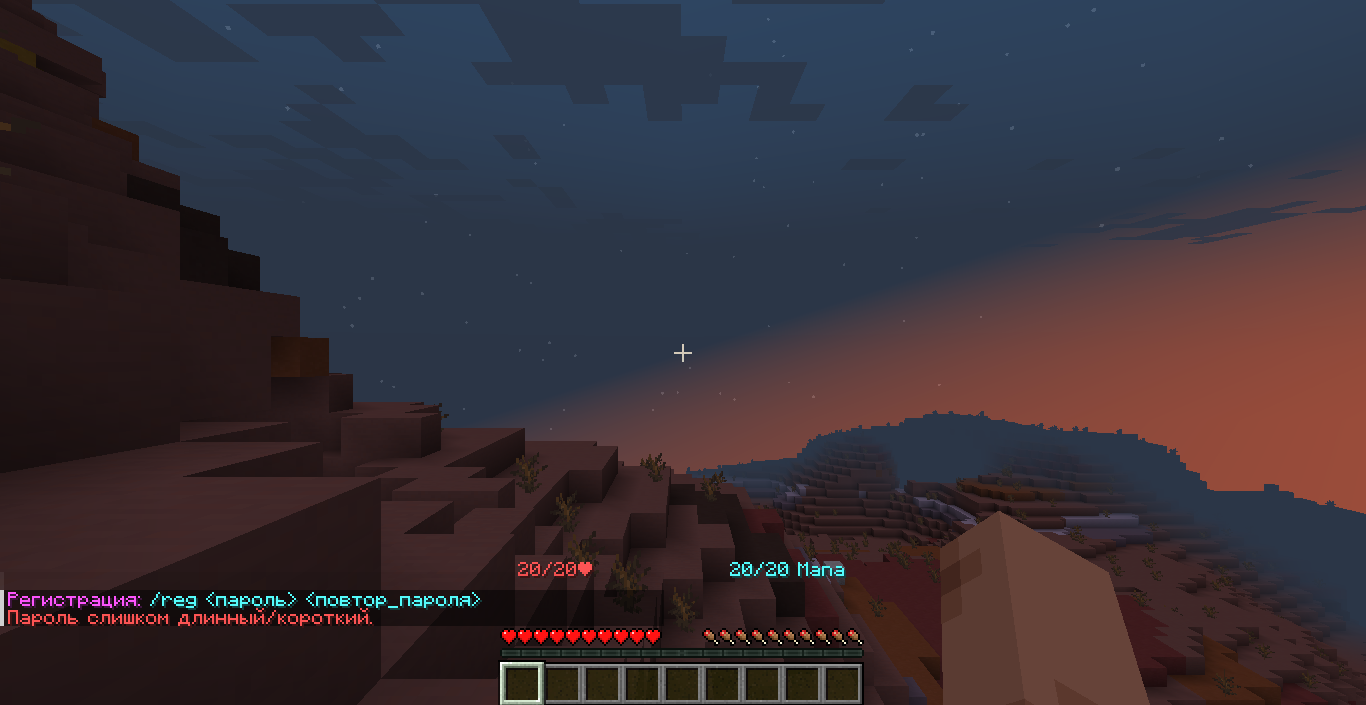 20/20❤ 20/20 Mana
Регистрация: /reg <пароль> <повтор_пароля>
Пароль слишком длинный/короткий.